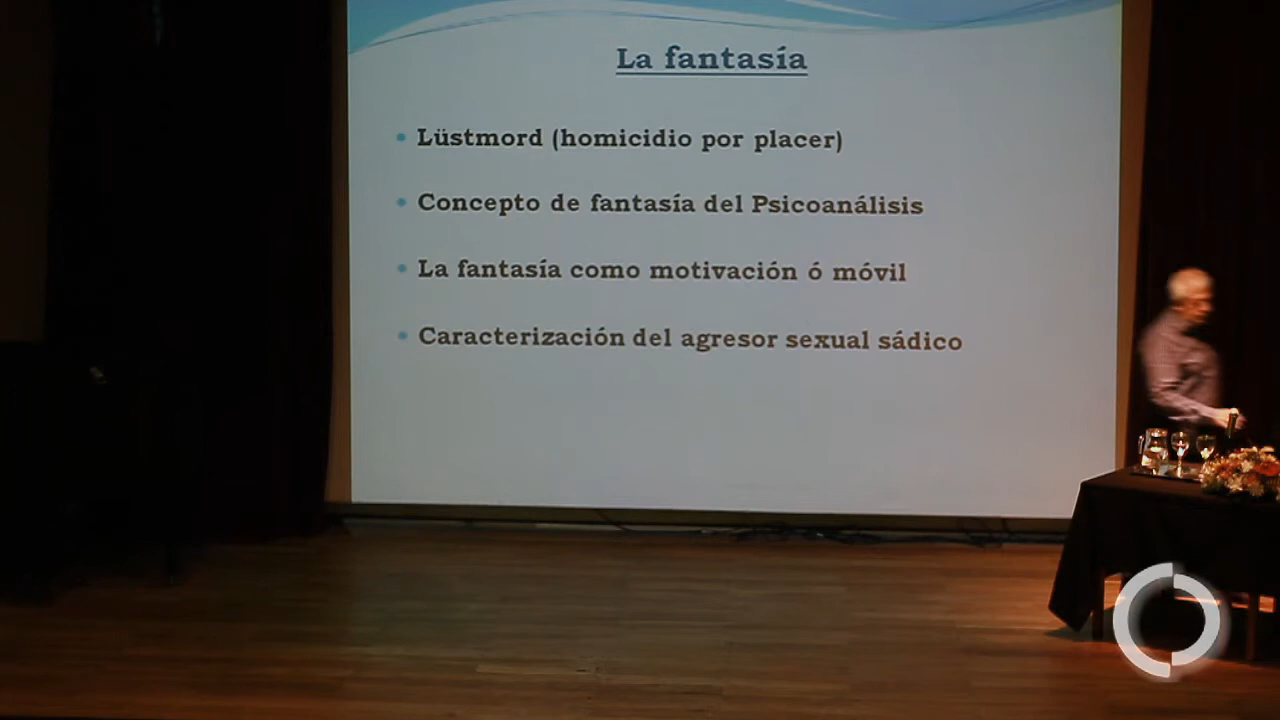 La fantasía
Lüstmord (homicidio por placer)
Concepto de fantasía del Psicoanálisis
La fantasía como motivación ó móvil
Caracterización del agresor sexual sádico